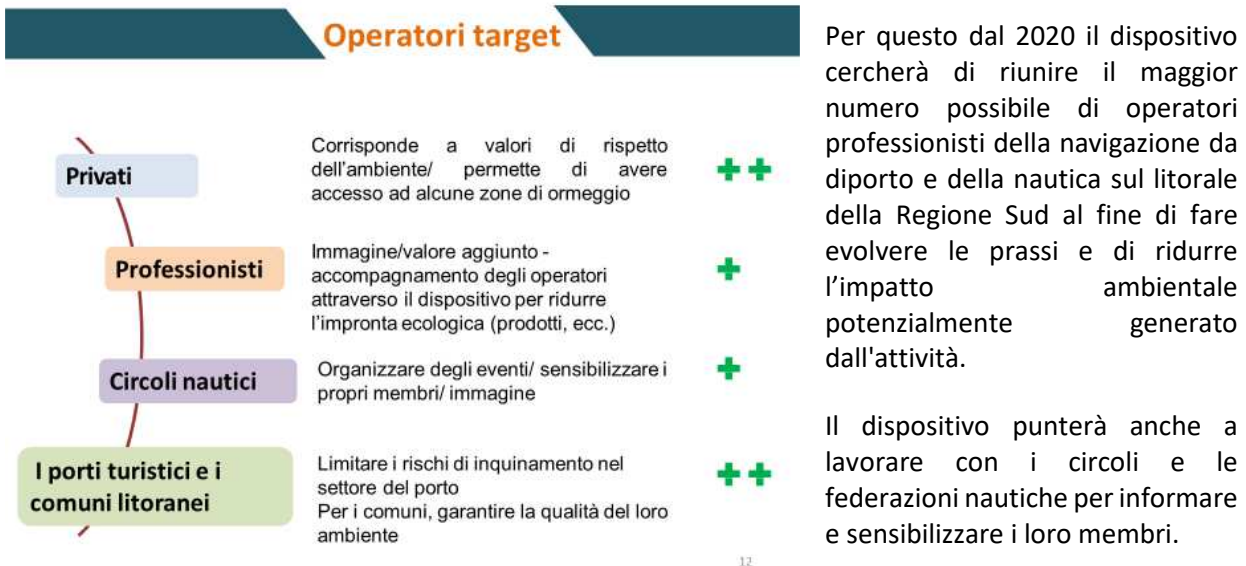 Operatori target
Privati
Corrisponde a valori di rispetto
dell'ambiente/ permette di avere
accesso ad alcune zone di ormeggio
Professionisti
Immagine/valore aggiunto -
accompagnamento degli operatori
attraverso il dispositivo per ridurre
l'impronta ecologica (prodotti, ecc.)
Circoli nautici
Organizzare degli eventi/ sensibilizzare i
propri membri/ immagine
I porti turistici e i
comuni litoranei
Limitare i rischi di inquinamento nel
settore del porto
Per i comuni, garantire la qualità del loro
ambiente
12
Per questo dal 2020 il dispositivo
cercherà di riunire il maggior
numero possibile di operatori
professionisti della navigazione da
diporto e della nautica sul litorale
della Regione Sud al fine di fare
evolvere le prassi e di ridurre
l’impatto ambientale
potenzialmente generato
dall'attività.
Il dispositivo punterà anche a
lavorare con i circoli e le
federazioni nautiche per informare
e sensibilizzare i loro membri.